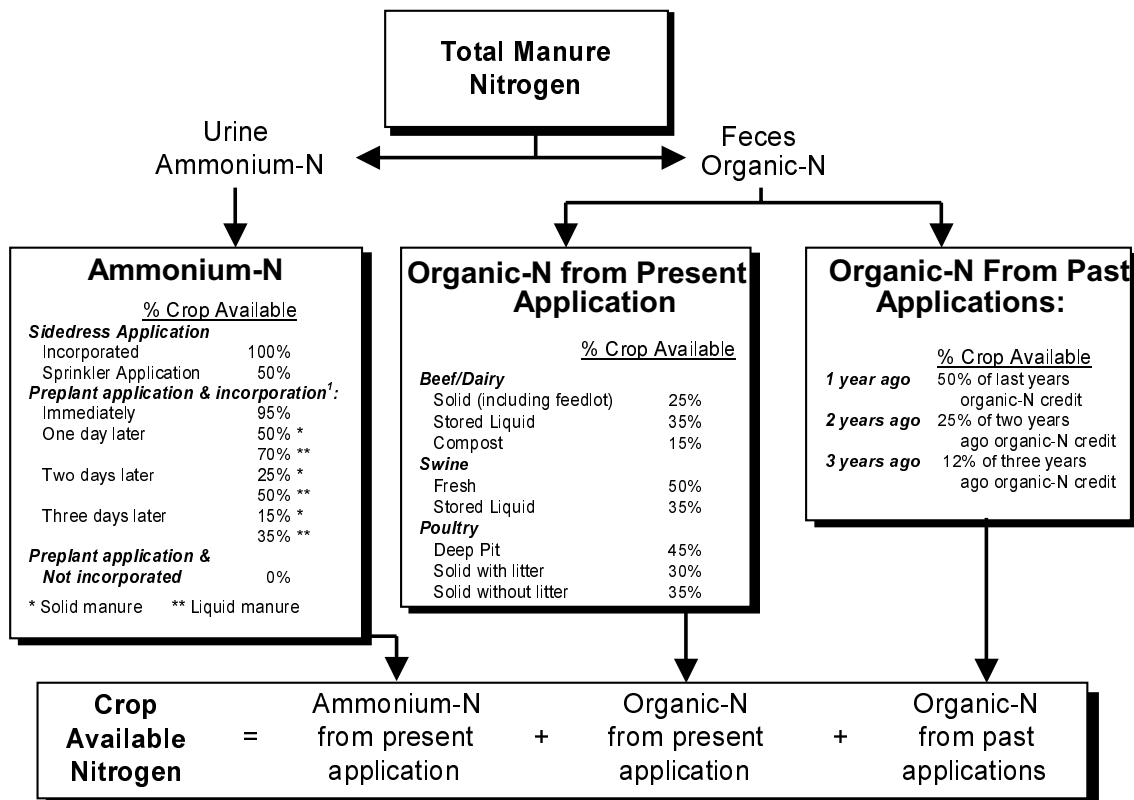 Total Manure
Nitrogen
Urine
Ammonium-N
Feces
Organic-N
Ammonium-N
% Crop Available
Sidedress Application
Incorporated 100%
Sprinkler Application 50%
Preplant application & incorporation¹:
Immediately 95%
One day later 50% *
70% **
Two days later 25% *
50% **
Three days later 15% *
35% **
Preplant application &
Not incorporated 0%
* Solid manure ** Liquid manure
Organic-N from Present
Application
% Crop Available
Beef/Dairy
Solid (including feedlot) 25%
Stored Liquid 35%
Compost 15%
Swine
Fresh 50%
Stored Liquid 35%
Poultry
Deep Pit 45%
Solid with litter 30%
Solid without litter 35%
Organic-N From Past
Applications:
% Crop Available
1 year ago 50% of last years
organic-N credit
2 years ago 25% of two years
ago organic-N credit
3 years ago 12% of three years
ago organic-N credit
Crop
Available
Nitrogen
=
Ammonium-N
from present
application
+
Organic-N
from present
application
+
Organic-N
from past
applications